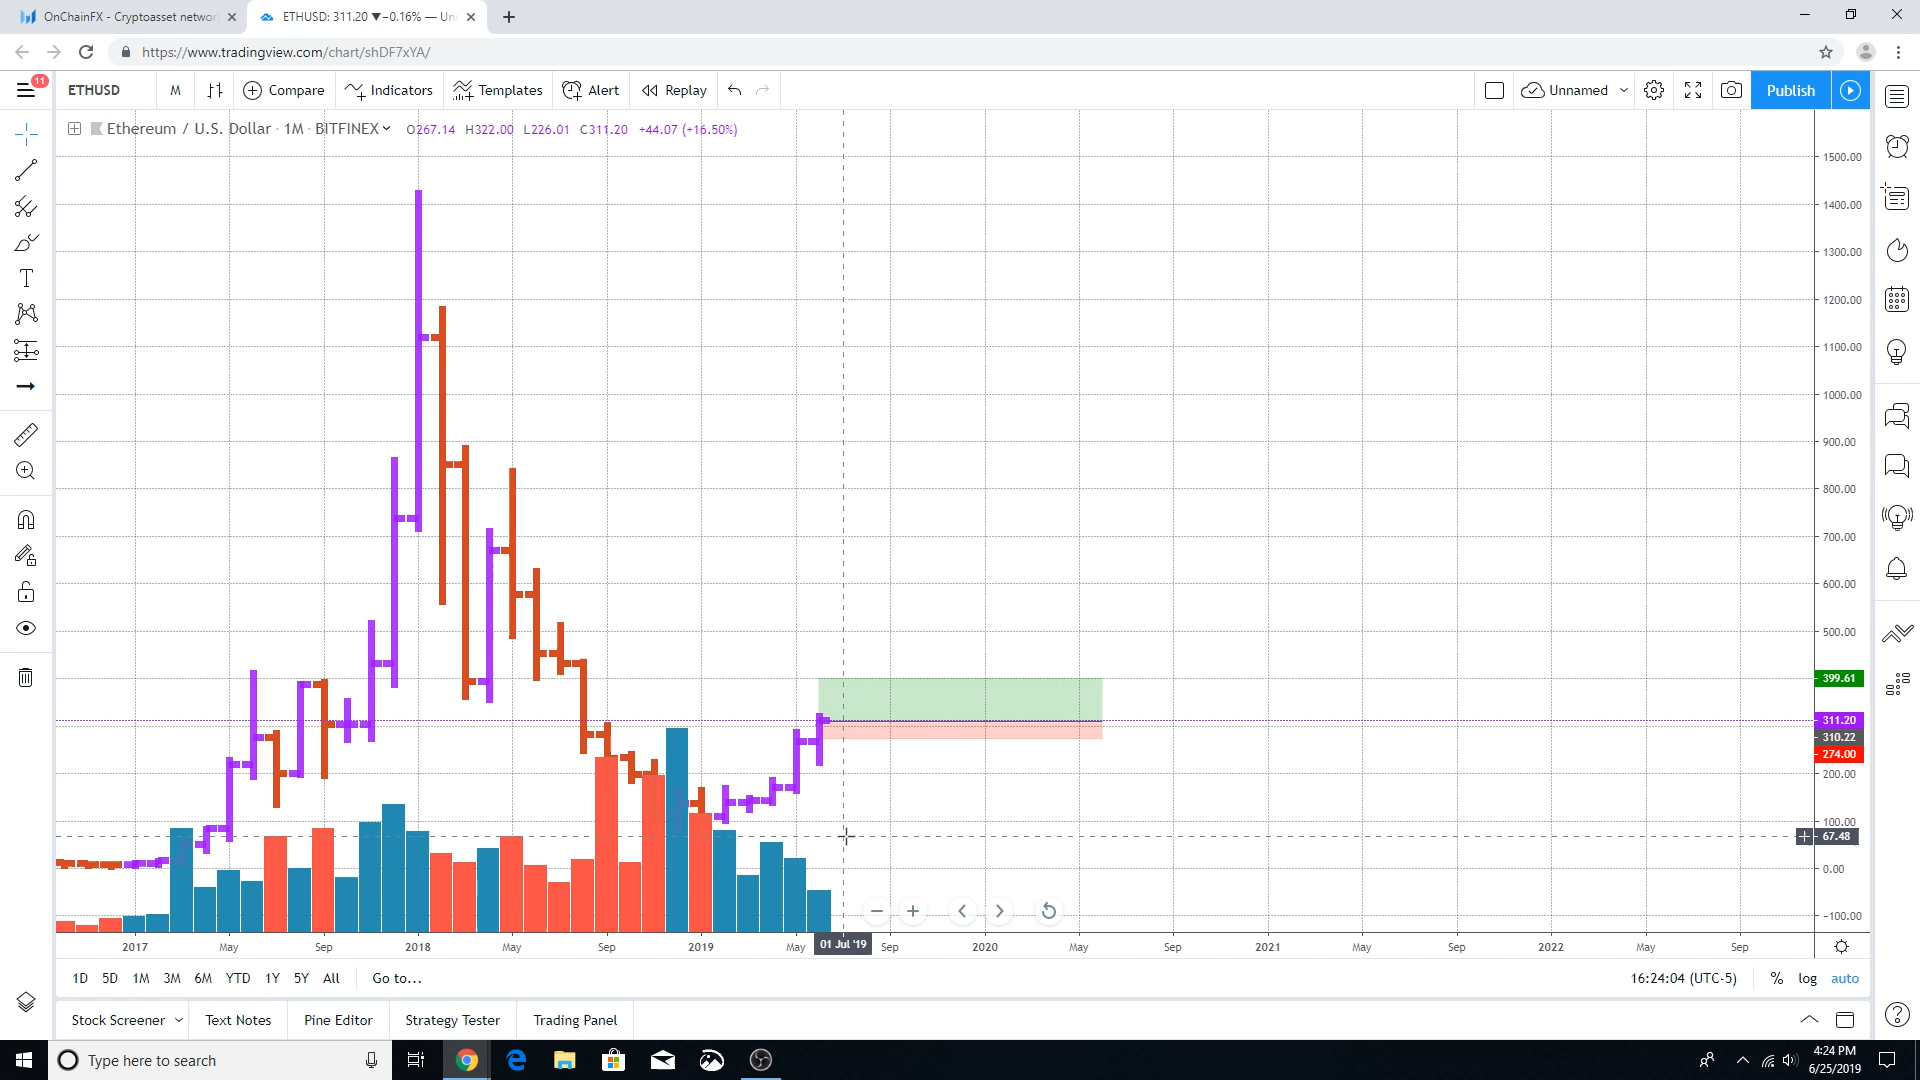 OnChainFX - Cryptoasset networ
ETHUSD: 311.20 ▼−0.16% — Un
https://www.tradingview.com/chart/shDF7xYA/
11
ETHUSD M Compare Indicators Templates Alert Replay Unnamed Publish
Ethereum / U.S. Dollar · 1M · BITFINEX O267.14 H322.00 L226.01 C311.20 +44.07 (+16.50%)
1500.00
1400.00
1300.00
1200.00
1100.00
1000.00
900.00
800.00
700.00
600.00
500.00
399.61
311.20
310.22
274.00
200.00
100.00
67.48
0.00
−100.00
2017 May Sep 2018 May Sep 2019 May 01 Jul '19 Sep 2020 May Sep 2021 May Sep 2022 May Sep
1D 5D 1M 3M 6M YTD 1Y 5Y All Go to... 16:24:04 (UTC-5) % log auto
Stock Screener Text Notes Pine Editor Strategy Tester Trading Panel
Type here to search
4:24 PM
6/25/2019